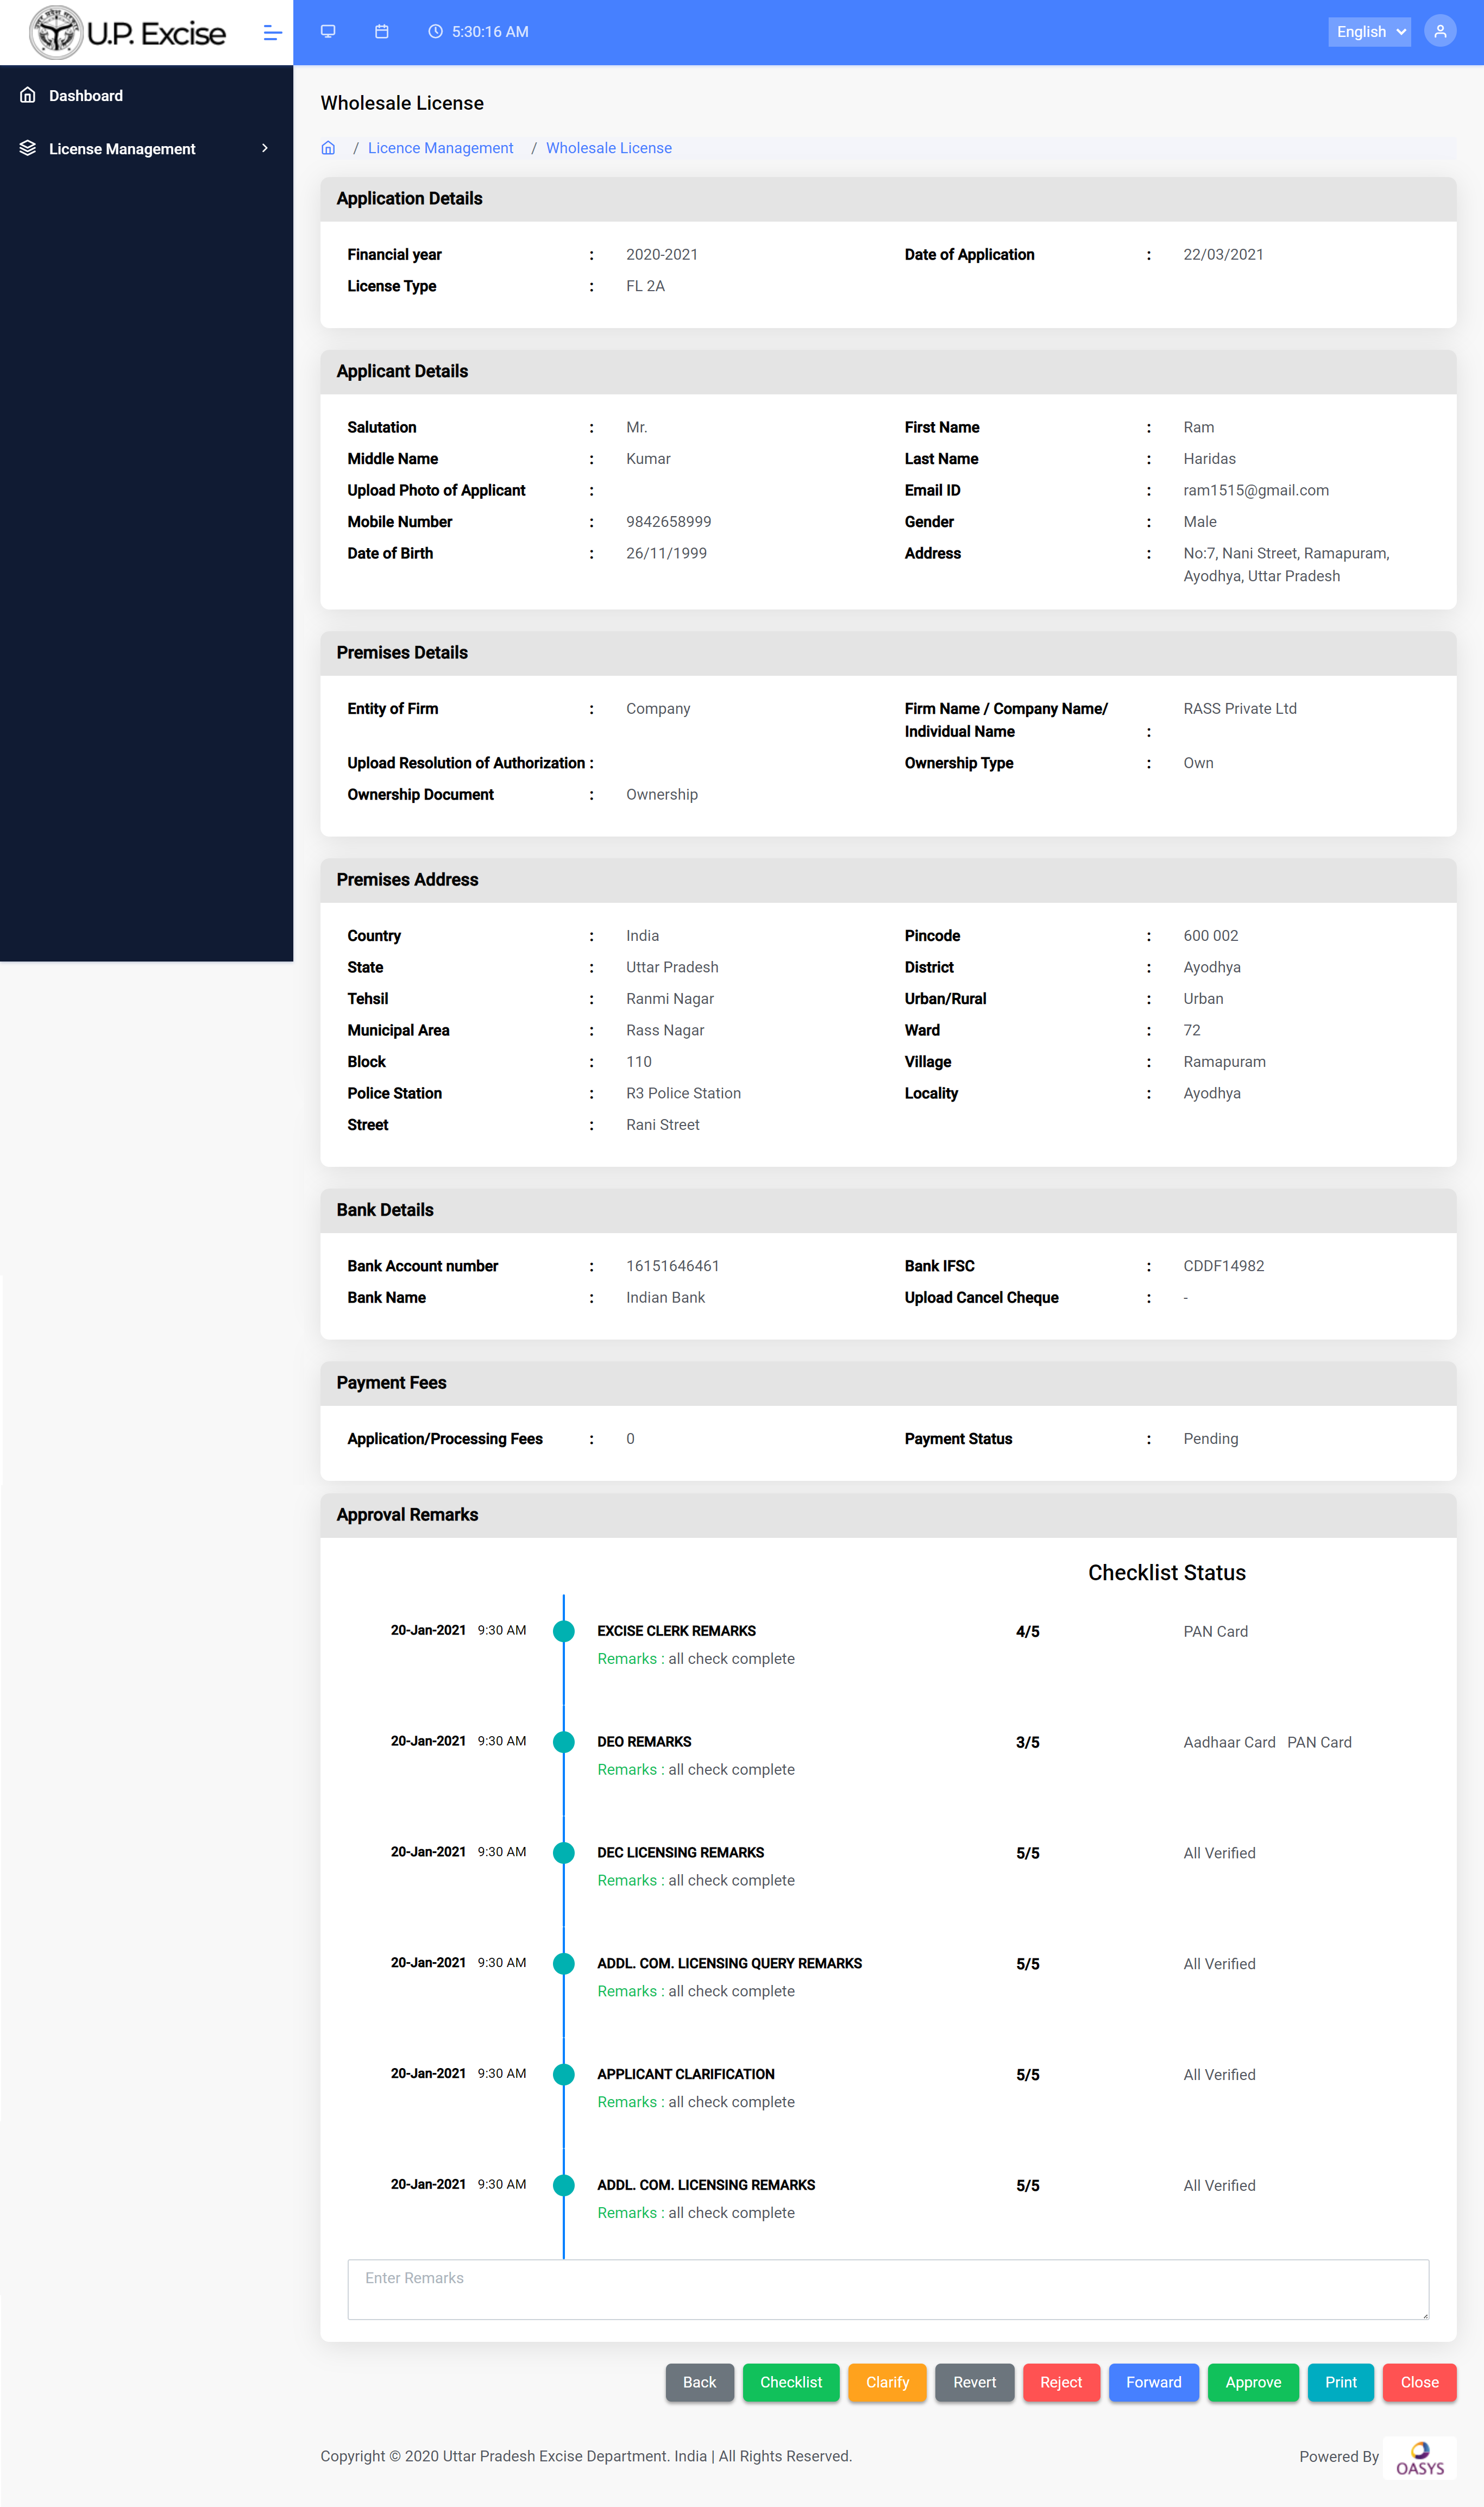 U.P. Excise
5:30:16 AM
English
Dashboard
License Management
Wholesale License
/ Licence Management / Wholesale License
Application Details
Financial year : 2020-2021 Date of Application : 22/03/2021
License Type : FL 2A
Applicant Details
Salutation : Mr. First Name : Ram
Middle Name : Kumar Last Name : Haridas
Upload Photo of Applicant : Email ID : ram1515@gmail.com
Mobile Number : 9842658999 Gender : Male
Date of Birth : 26/11/1999 Address : No:7, Nani Street, Ramapuram,
Ayodhya, Uttar Pradesh
Premises Details
Entity of Firm : Company Firm Name / Company Name/ RASS Private Ltd
Individual Name :
Upload Resolution of Authorization : Ownership Type : Own
Ownership Document : Ownership
Premises Address
Country : India Pincode : 600 002
State : Uttar Pradesh District : Ayodhya
Tehsil : Ranmi Nagar Urban/Rural : Urban
Municipal Area : Rass Nagar Ward : 72
Block : 110 Village : Ramapuram
Police Station : R3 Police Station Locality : Ayodhya
Street : Rani Street
Bank Details
Bank Account number : 16151646461 Bank IFSC : CDDF14982
Bank Name : Indian Bank Upload Cancel Cheque : -
Payment Fees
Application/Processing Fees : 0 Payment Status : Pending
Approval Remarks
Checklist Status
20-Jan-2021 9:30 AM EXCISE CLERK REMARKS 4/5 PAN Card
Remarks : all check complete
20-Jan-2021 9:30 AM DEO REMARKS 3/5 Aadhaar Card PAN Card
Remarks : all check complete
20-Jan-2021 9:30 AM DEC LICENSING REMARKS 5/5 All Verified
Remarks : all check complete
20-Jan-2021 9:30 AM ADDL. COM. LICENSING QUERY REMARKS 5/5 All Verified
Remarks : all check complete
20-Jan-2021 9:30 AM APPLICANT CLARIFICATION 5/5 All Verified
Remarks : all check complete
20-Jan-2021 9:30 AM ADDL. COM. LICENSING REMARKS 5/5 All Verified
Remarks : all check complete
Enter Remarks
Back Checklist Clarify Revert Reject Forward Approve Print Close
Copyright © 2020 Uttar Pradesh Excise Department. India | All Rights Reserved. Powered By OASYS